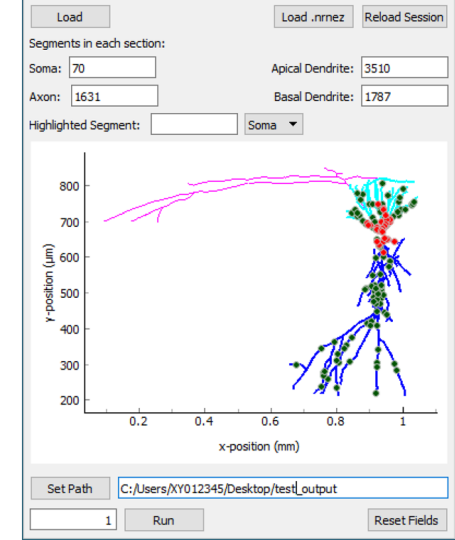 Load Load .nrnez Reload Session
Segments in each section:
Soma: 70 Apical Dendrite: 3510
Axon: 1631 Basal Dendrite: 1787
Highlighted Segment: Soma
800
700
600
500
400
300
200
y-position (µm)
0.2 0.4 0.6 0.8 1
x-position (mm)
Set Path C:/Users/XY012345/Desktop/test_output
1 Run Reset Fields